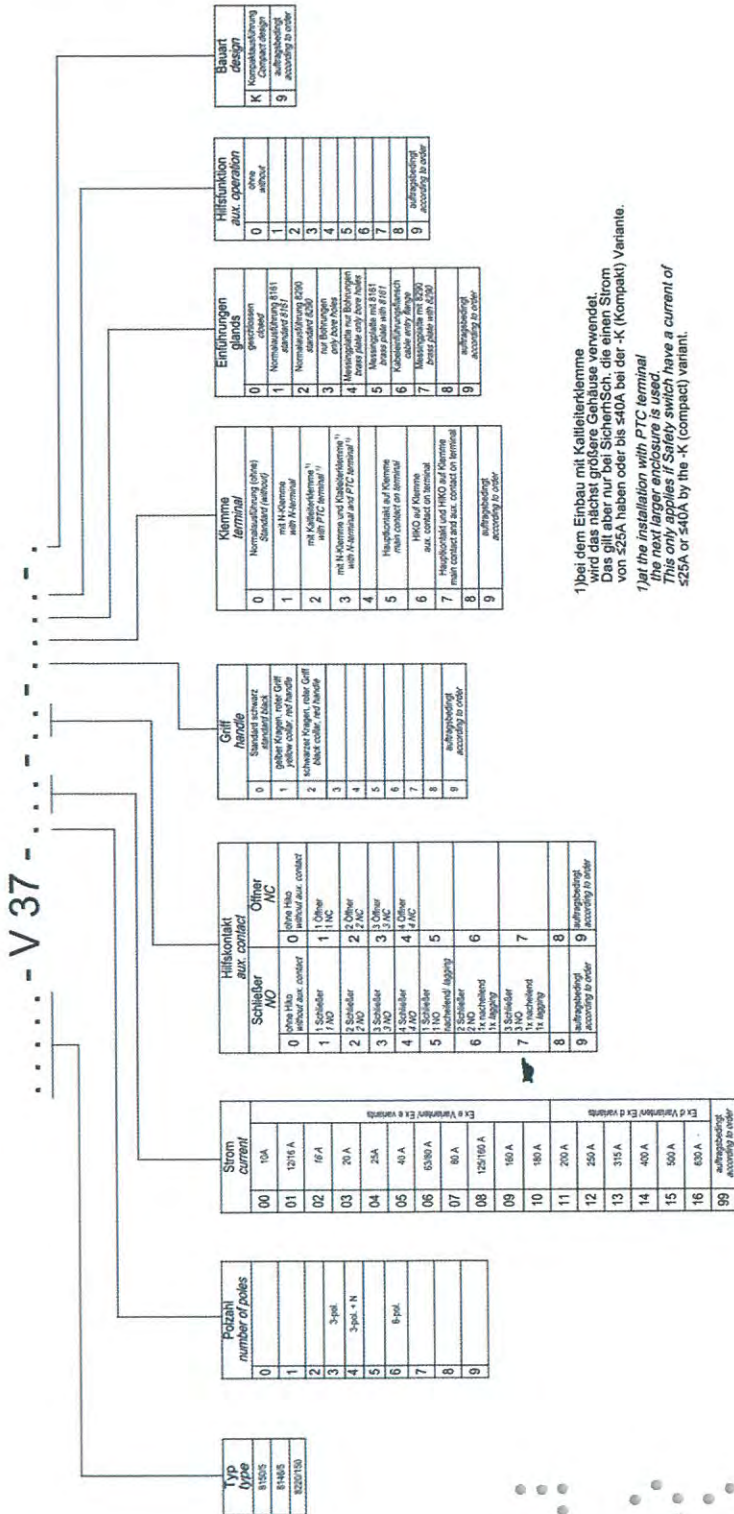 ...... - V 37 - . . . . - . . . . - .
Typ
type
8150/5
8146/5
8220/150
Polzahl
number of poles
0
1
2
3 3-pol.
4 3-pol. + N
5
6 6-pol.
7
8
9
Strom
current
00 10A
01 12/16 A
02 16 A
03 20 A
04 25A
05 40 A
06 63/80 A
07 80 A
08 125/160 A
09 160 A
10 180 A
11 200 A
12 250 A
13 315 A
14 400 A
15 500 A
16 630 A
99 auftragsbedingt
according to order
Ex e Varianten/ Ex e variants
Ex d Varianten/ Ex d variants
Hilfskontakt
aux. contact
Schließer
NO
Öffner
NC
0 ohne Hiko
without aux. contact
0 ohne Hiko
without aux. contact
1 1 Schließer
1 NO
1 1 Öffner
1 NC
2 2 Schließer
2 NO
2 2 Öffner
2 NC
3 3 Schließer
3 NO
3 3 Öffner
3 NC
4 4 Schließer
4 NO
4 4 Öffner
4 NC
5 1 Schließer
1 NO
nacheilend/ lagging
5
6 2 Schließer
2 NO
1x nacheilend
1x lagging
6
7 3 Schließer
3 NO
1x nacheilend
1x lagging
7
8
8
9 auftragsbedingt
according to order
9 auftragsbedingt
according to order
Griff
handle
0 Standard schwarz
standard black
1 gelber Kragen, roter Griff
yellow collar, red handle
2 schwarzer Kragen, roter Griff
black collar, red handle
3
4
5
6
7
8
9 auftragsbedingt
according to order
Klemme
terminal
0 Normalausführung (ohne)
Standard (without)
1 mit N-Klemme
with N-terminal
2 mit Kaltleiterklemme 1)
with PTC terminal 1)
3 mit N-Klemme und Kaltleiterklemme 1)
with N-terminal and PTC terminal 1)
4
5 Hauptkontakt auf Klemme
main contact on terminal
6 HIKO auf Klemme
aux. contact on terminal
7 Hauptkontakt und HIKO auf Klemme
main contact and aux. contact on terminal
8
9 auftragsbedingt
according to order
Einführungen
glands
0 geschlossen
closed
1 Normalausführung 8161
standard 8161
2 Normalausführung 8290
standard 8290
3 nur Bohrungen
only bore holes
4 Messingplatte nur Bohrungen
brass plate only bore holes
5 Messingplatte mit 8161
brass plate with 8161
6 Kabeleinführungsflansch
cable entry flange
7 Messingplatte mit 8290
brass plate with 8290
8
9 auftragsbedingt
according to order
Hilfsfunktion
aux. operation
0 ohne
without
1
2
3
4
5
6
7
8
9 auftragsbedingt
according to order
Bauart
design
K Kompaktausführung
Compact design
9 auftragsbedingt
according to order
1)bei dem Einbau mit Kaltleiterklemme
wird das nächst größere Gehäuse verwendet.
Das gilt aber nur bei SicherhSch. die einen Strom
von ≤25A haben oder bis ≤40A bei der -K (Kompakt) Variante.
1)at the installation with PTC terminal
the next larger enclosure is used.
This only applies if Safety switch have a current of
≤25A or ≤40A by the -K (compact) variant.